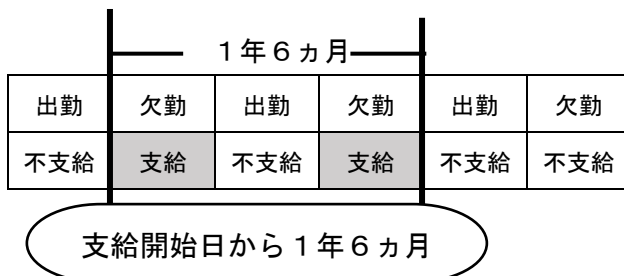 １年６ヵ月
出勤 欠勤 出勤 欠勤 出勤 欠勤
不支給 支給 不支給 支給 不支給 不支給
支給開始日から１年６ヵ月